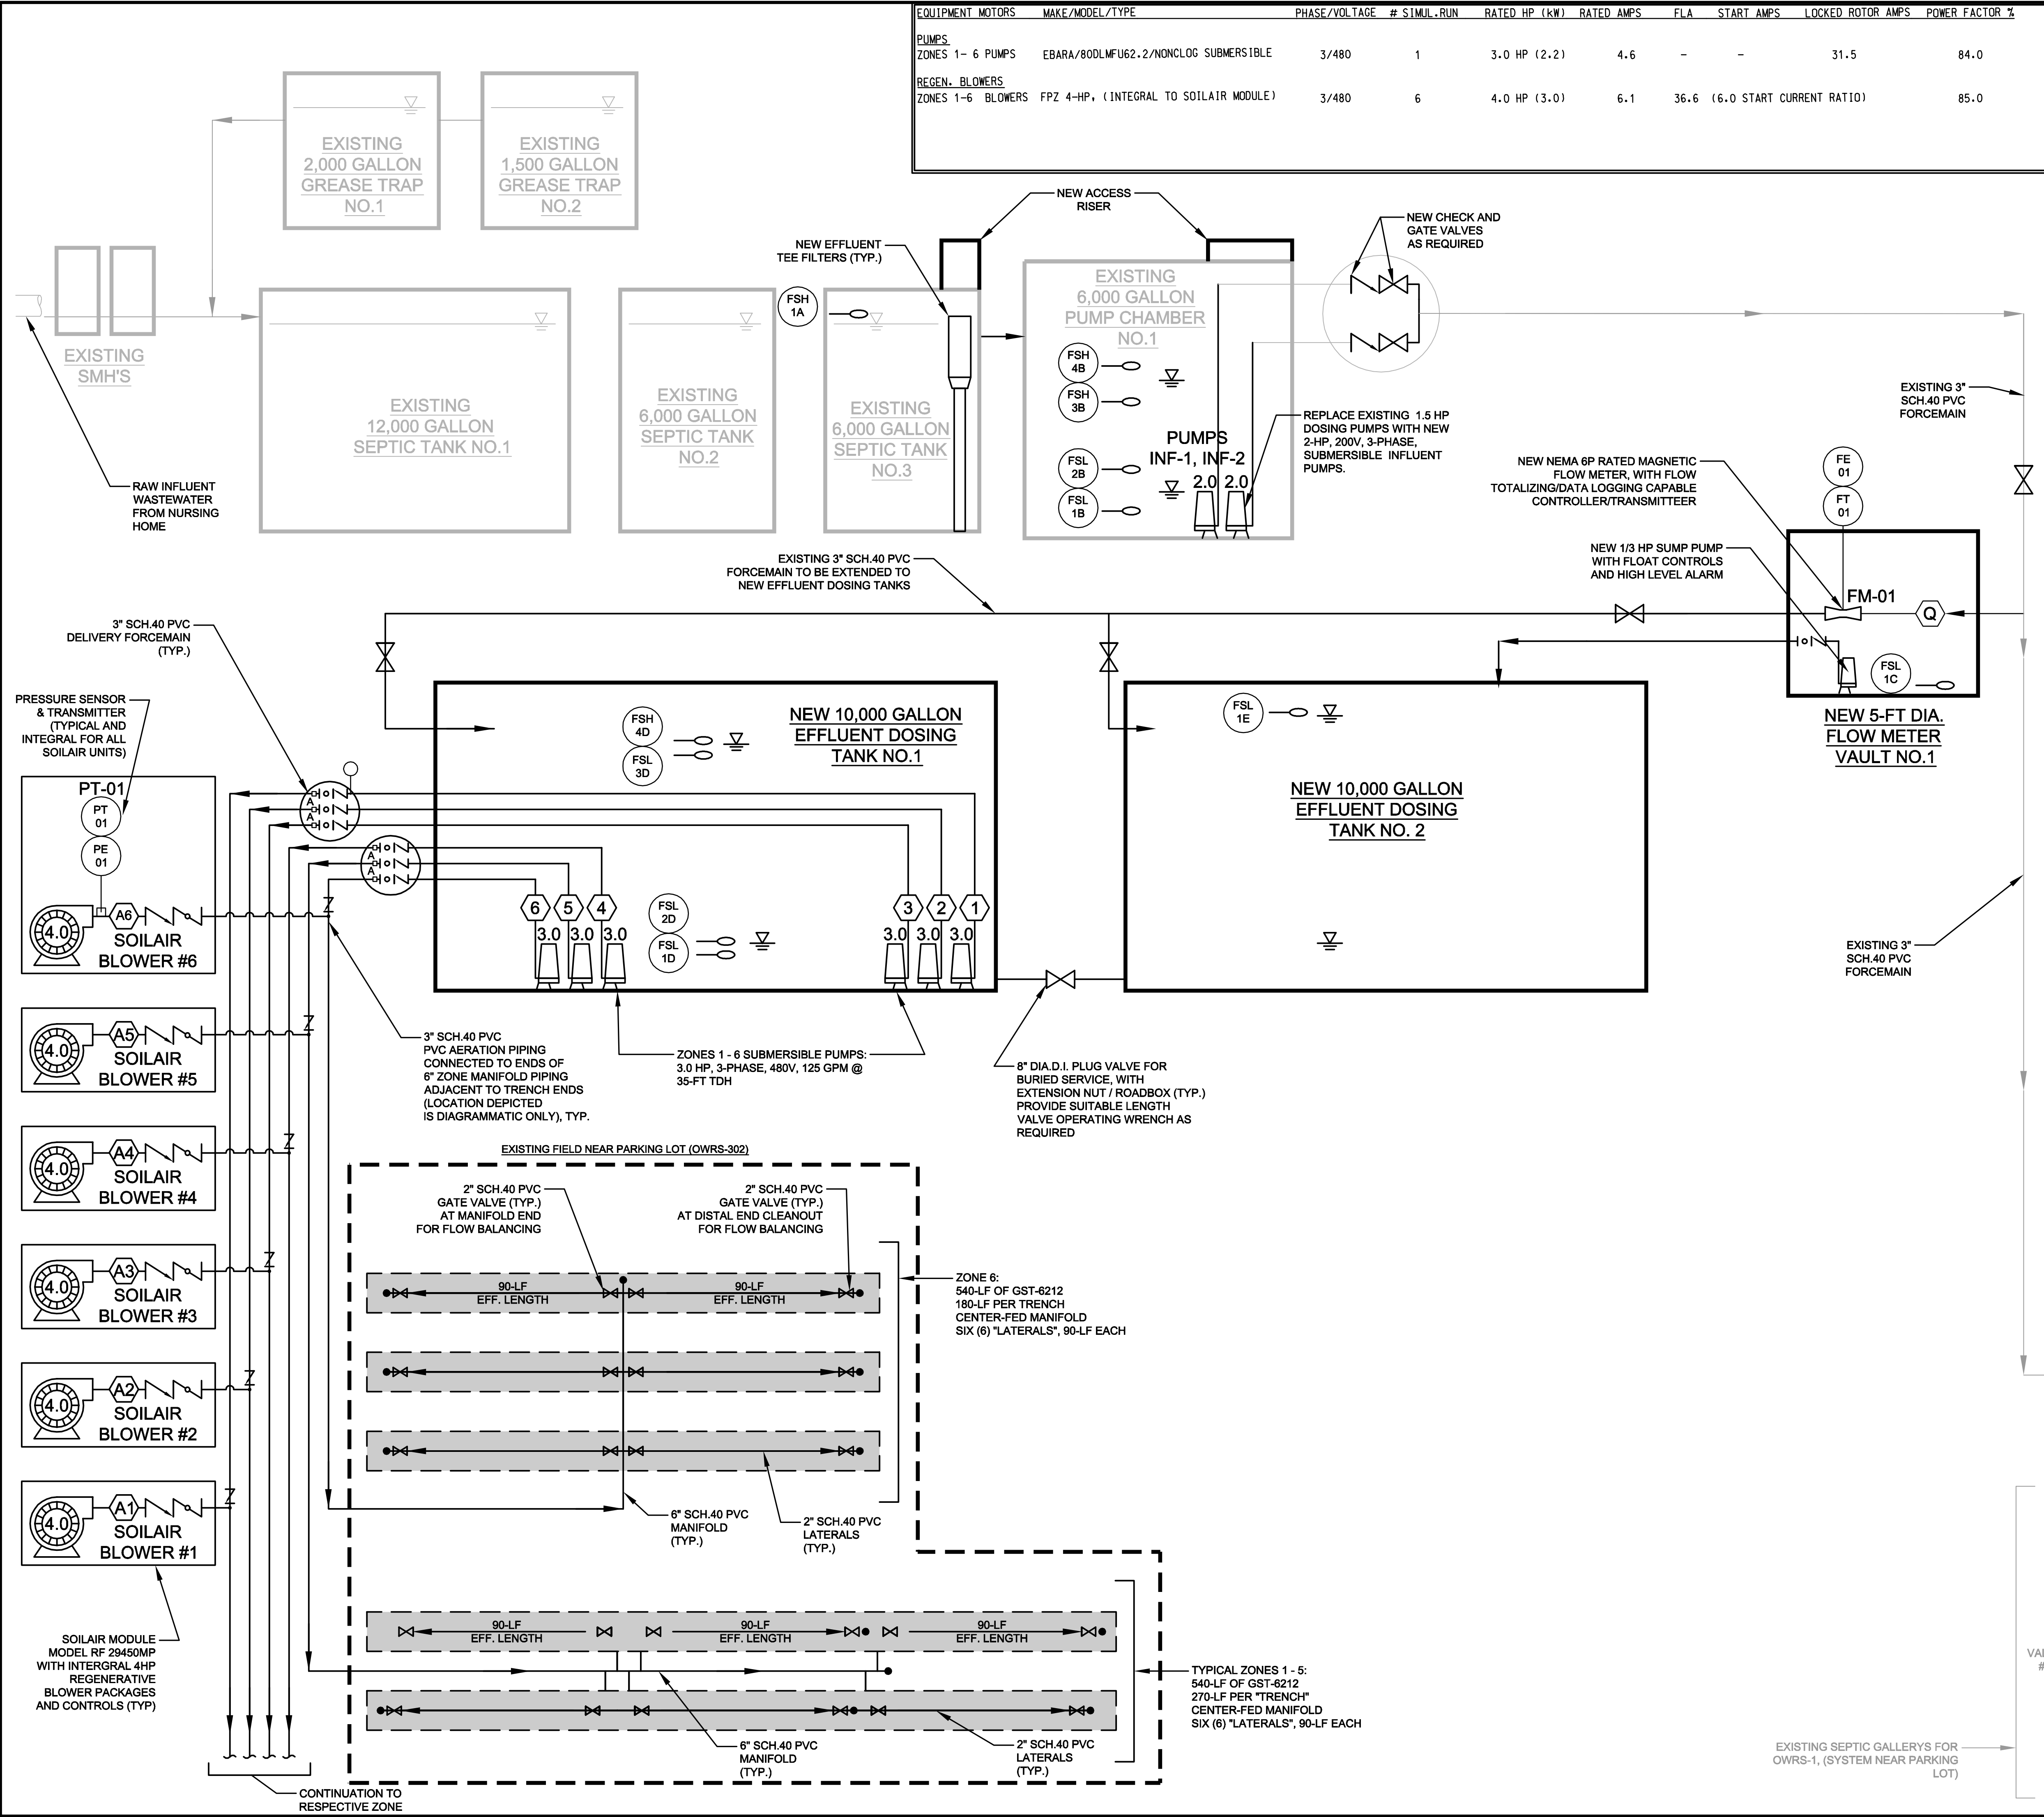 EQUIPMENT MOTORS MAKE/MODEL/TYPE PHASE/VOLTAGE # SIMUL.RUN RATED HP (kW) RATED AMPS FLA START AMPS LOCKED ROTOR AMPS POWER FACTOR %
PUMPS
ZONES 1- 6 PUMPS EBARA/80DLMFU62.2/NONCLOG SUBMERSIBLE 3/480 1 3.0 HP (2.2) 4.6 - - 31.5 84.0
REGEN. BLOWERS
ZONES 1-6 BLOWERS FPZ 4-HP, (INTEGRAL TO SOILAIR MODULE) 3/480 6 4.0 HP (3.0) 6.1 36.6 (6.0 START CURRENT RATIO) 85.0
EXISTING
2,000 GALLON
GREASE TRAP
NO.1
EXISTING
1,500 GALLON
GREASE TRAP
NO.2
NEW ACCESS
RISER
NEW CHECK AND
GATE VALVES
AS REQUIRED
NEW EFFLUENT
TEE FILTERS (TYP.)
EXISTING
SMH'S
RAW INFLUENT
WASTEWATER
FROM NURSING
HOME
EXISTING
12,000 GALLON
SEPTIC TANK NO.1
EXISTING
6,000 GALLON
SEPTIC TANK
NO.2
FSH
1A
EXISTING
6,000 GALLON
SEPTIC TANK
NO.3
EXISTING
6,000 GALLON
PUMP CHAMBER
NO.1
FSH
4B
FSH
3B
FSL
2B
FSL
1B
PUMPS
INF-1, INF-2
2.0 2.0
REPLACE EXISTING 1.5 HP
DOSING PUMPS WITH NEW
2-HP, 200V, 3-PHASE,
SUBMERSIBLE INFLUENT
PUMPS.
EXISTING 3"
SCH.40 PVC
FORCEMAIN
NEW NEMA 6P RATED MAGNETIC
FLOW METER, WITH FLOW
TOTALIZING/DATA LOGGING CAPABLE
CONTROLLER/TRANSMITTEER
FE
01
FT
01
NEW 1/3 HP SUMP PUMP
WITH FLOAT CONTROLS
AND HIGH LEVEL ALARM
FM-01
Q
FSL
1C
NEW 5-FT DIA.
FLOW METER
VAULT NO.1
EXISTING 3" SCH.40 PVC
FORCEMAIN TO BE EXTENDED TO
NEW EFFLUENT DOSING TANKS
3" SCH.40 PVC
DELIVERY FORCEMAIN
(TYP.)
PRESSURE SENSOR
& TRANSMITTER
(TYPICAL AND
INTEGRAL FOR ALL
SOILAIR UNITS)
FSH
4D
FSL
3D
NEW 10,000 GALLON
EFFLUENT DOSING
TANK NO.1
FSL
1E
NEW 10,000 GALLON
EFFLUENT DOSING
TANK NO. 2
A
A
A
A
6 5 4
3.0 3.0 3.0
FSL
2D
FSL
1D
3 2 1
3.0 3.0 3.0
EXISTING 3"
SCH.40 PVC
FORCEMAIN
PT-01
PT
01
PE
01
4.0
A6
SOILAIR
BLOWER #6
4.0
A5
SOILAIR
BLOWER #5
4.0
A4
SOILAIR
BLOWER #4
4.0
A3
SOILAIR
BLOWER #3
4.0
A2
SOILAIR
BLOWER #2
4.0
A1
SOILAIR
BLOWER #1
3" SCH.40 PVC
PVC AERATION PIPING
CONNECTED TO ENDS OF
6" ZONE MANIFOLD PIPING
ADJACENT TO TRENCH ENDS
(LOCATION DEPICTED
IS DIAGRAMMATIC ONLY), TYP.
ZONES 1 - 6 SUBMERSIBLE PUMPS:
3.0 HP, 3-PHASE, 480V, 125 GPM @
35-FT TDH
8" DIA.D.I. PLUG VALVE FOR
BURIED SERVICE, WITH
EXTENSION NUT / ROADBOX (TYP.)
PROVIDE SUITABLE LENGTH
VALVE OPERATING WRENCH AS
REQUIRED
EXISTING FIELD NEAR PARKING LOT (OWRS-302)
2" SCH.40 PVC
GATE VALVE (TYP.)
AT MANIFOLD END
FOR FLOW BALANCING
2" SCH.40 PVC
GATE VALVE (TYP.)
AT DISTAL END CLEANOUT
FOR FLOW BALANCING
90-LF
EFF. LENGTH
90-LF
EFF. LENGTH
ZONE 6:
540-LF OF GST-6212
180-LF PER TRENCH
CENTER-FED MANIFOLD
SIX (6) "LATERALS", 90-LF EACH
6" SCH.40 PVC
MANIFOLD
(TYP.)
2" SCH.40 PVC
LATERALS
(TYP.)
90-LF
EFF. LENGTH
90-LF
EFF. LENGTH
90-LF
EFF. LENGTH
TYPICAL ZONES 1 - 5:
540-LF OF GST-6212
270-LF PER "TRENCH"
CENTER-FED MANIFOLD
SIX (6) "LATERALS", 90-LF EACH
6" SCH.40 PVC
MANIFOLD
(TYP.)
2" SCH.40 PVC
LATERALS
(TYP.)
SOILAIR MODULE
MODEL RF 29450MP
WITH INTERGRAL 4HP
REGENERATIVE
BLOWER PACKAGES
AND CONTROLS (TYP)
CONTINUATION TO
RESPECTIVE ZONE
EXISTING SEPTIC GALLERYS FOR
OWRS-1, (SYSTEM NEAR PARKING
LOT)